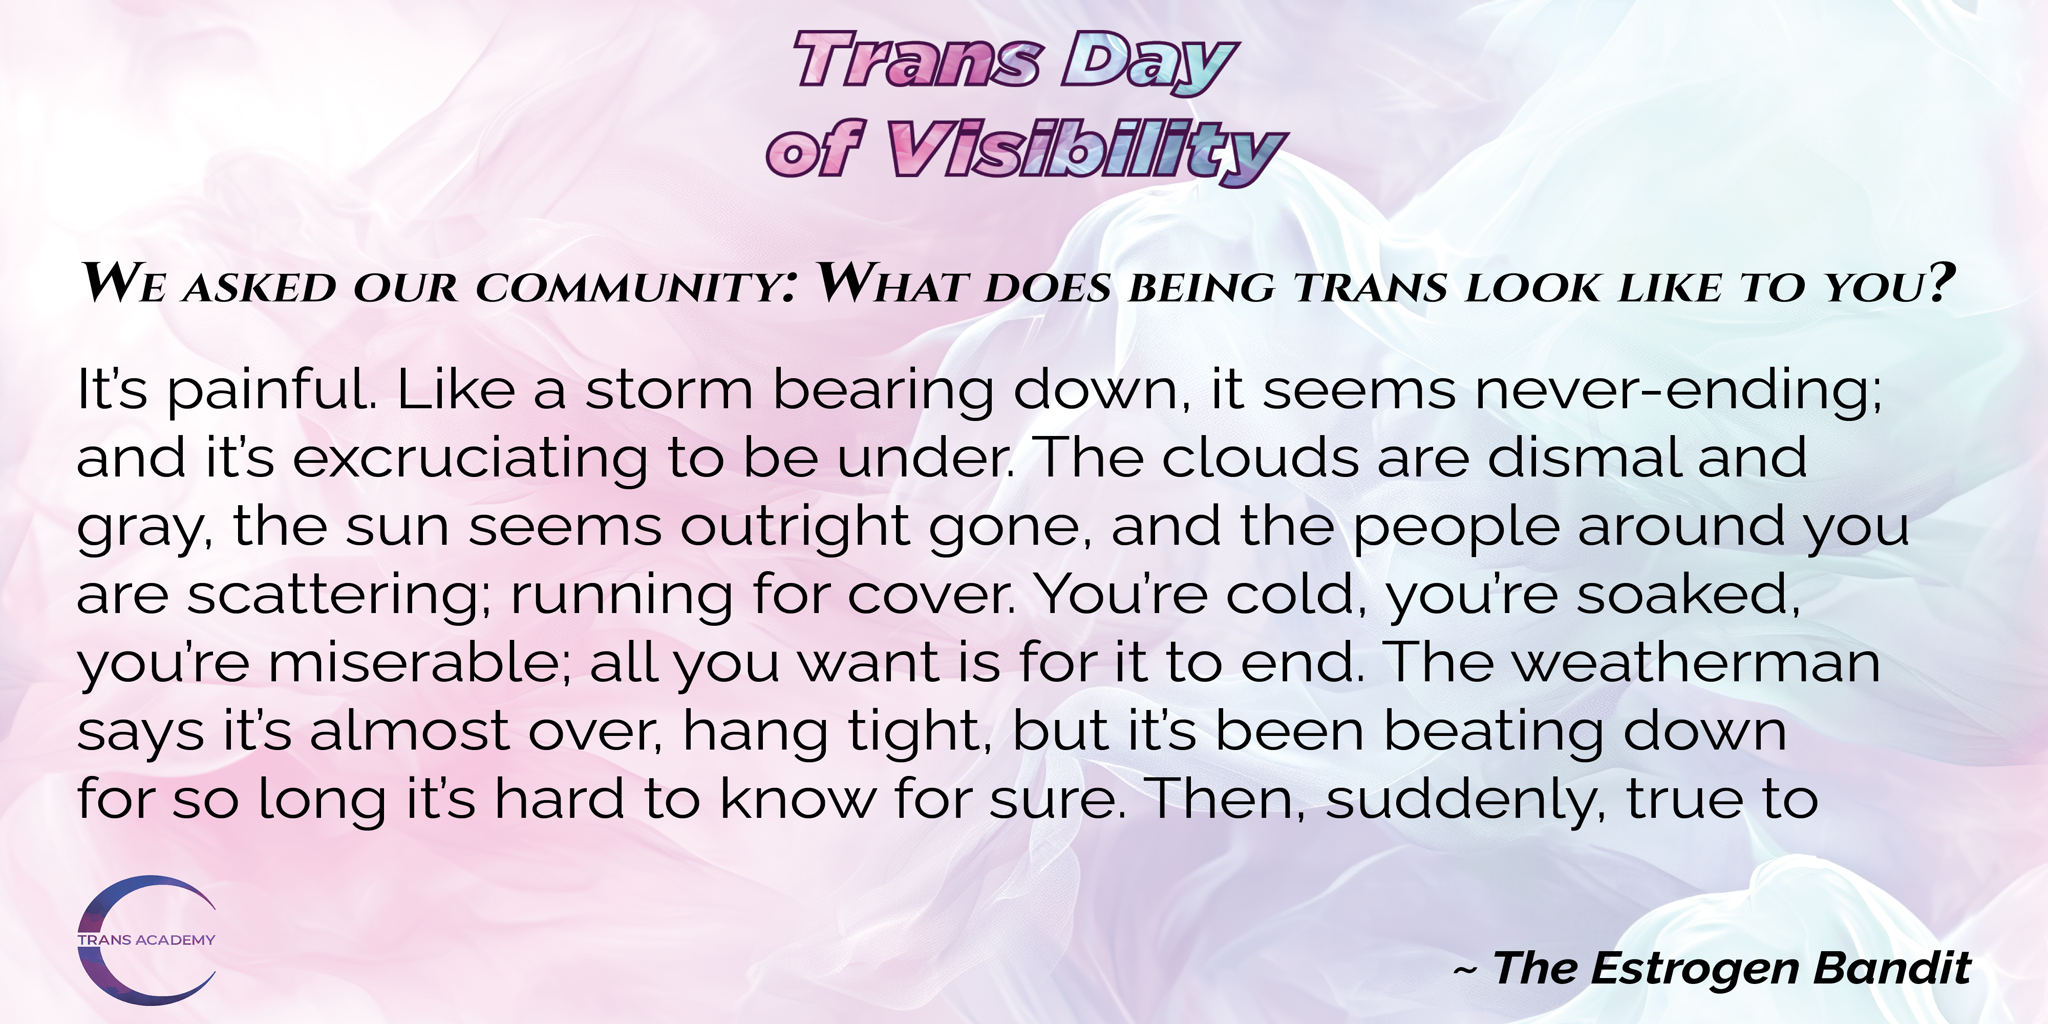 Trans Day
of Visibility
We asked our community: What does being trans look like to you?
It’s painful. Like a storm bearing down, it seems never-ending;
and it’s excruciating to be under. The clouds are dismal and
gray, the sun seems outright gone, and the people around you
are scattering; running for cover. You’re cold, you’re soaked,
you’re miserable; all you want is for it to end. The weatherman
says it’s almost over, hang tight, but it’s been beating down
for so long it’s hard to know for sure. Then, suddenly, true to
TRANS ACADEMY
~ The Estrogen Bandit